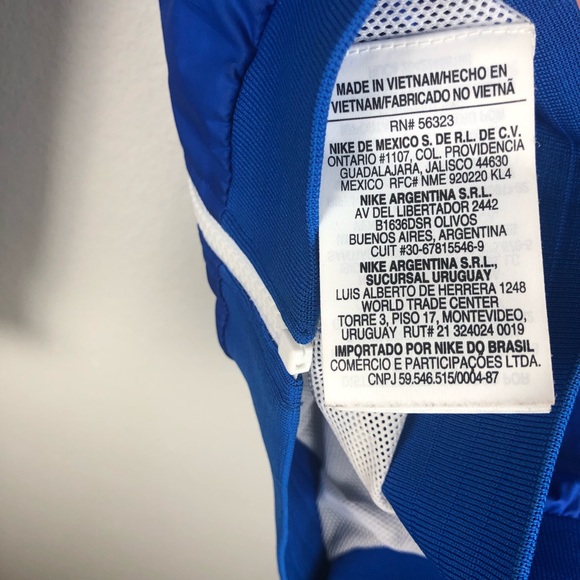 MADE IN VIETNAM/HECHO EN
VIETNAM/FABRICADO NO VIETNÃ
RN# 56323
NIKE DE MEXICO S. DE R.L. DE C.V.
ONTARIO #1107, COL. PROVIDENCIA
GUADALAJARA, JALISCO 44630
MEXICO RFC# NME 920220 KL4
NIKE ARGENTINA S.R.L.
AV DEL LIBERTADOR 2442
B1636DSR OLIVOS
BUENOS AIRES, ARGENTINA
CUIT #30-67815546-9
NIKE ARGENTINA S.R.L.,
SUCURSAL URUGUAY
LUIS ALBERTO DE HERRERA 1248
WORLD TRADE CENTER
TORRE 3, PISO 17, MONTEVIDEO,
URUGUAY RUT# 21 324024 0019
IMPORTADO POR NIKE DO BRASIL
COMÉRCIO E PARTICIPAÇÕES LTDA.
CNPJ 59.546.515/0004-87